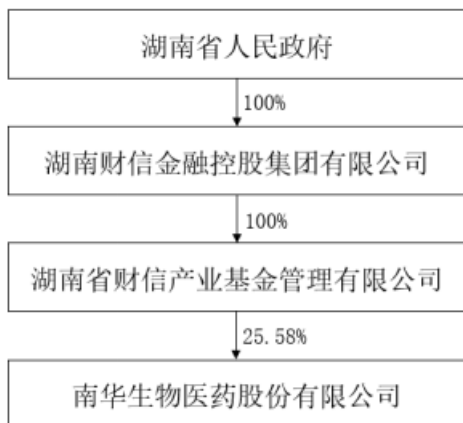 湖南省人民政府
100%
湖南财信金融控股集团有限公司
100%
湖南省财信产业基金管理有限公司
25.58%
南华生物医药股份有限公司